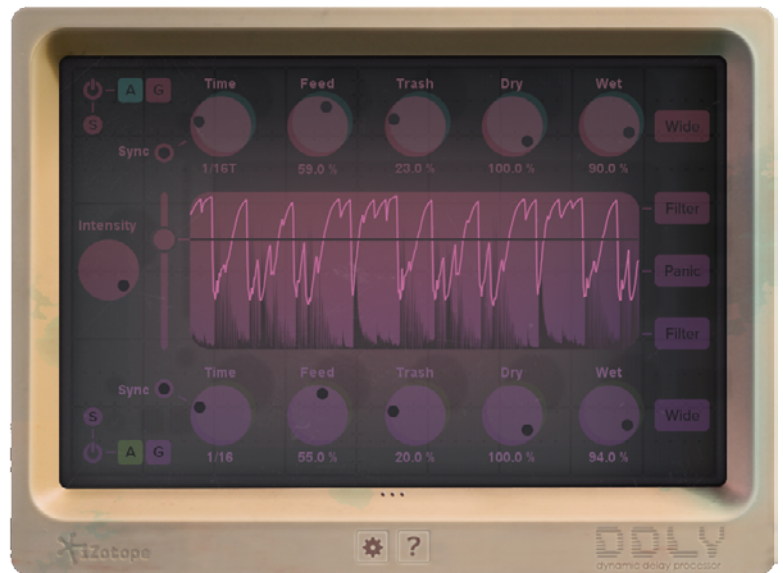 A G
Time Feed Trash Dry Wet
S
Wide
Sync
1/16T 59.0 % 23.0 % 100.0 % 90.0 %
Filter
Intensity
Panic
Filter
Time Feed Trash Dry Wet
Sync
S
Wide
A G
1/16 55.0 % 20.0 % 100.0 % 94.0 %
iZotope
?
DDLY
dynamic delay processor